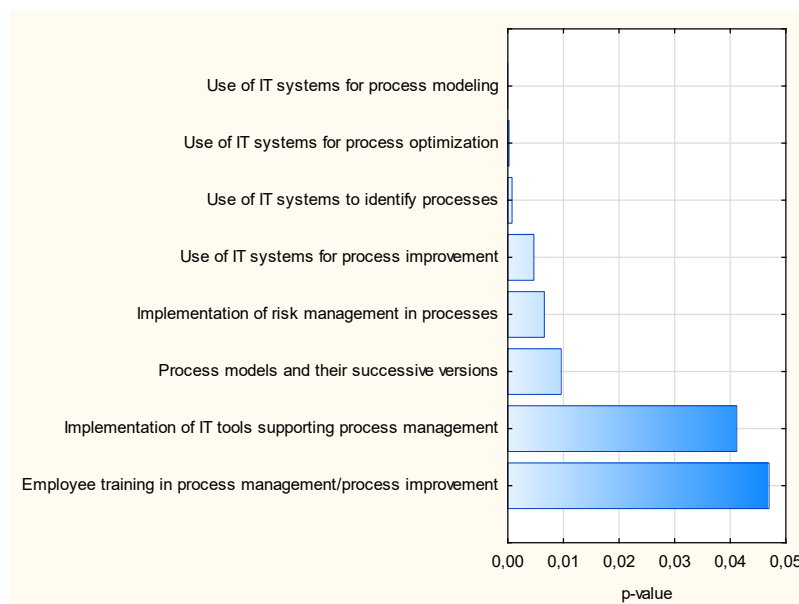 Use of IT systems for process modeling
Use of IT systems for process optimization
Use of IT systems to identify processes
Use of IT systems for process improvement
Implementation of risk management in processes
Process models and their successive versions
Implementation of IT tools supporting process management
Employee training in process management/process improvement
0,00 0,01 0,02 0,03 0,04 0,05
p-value